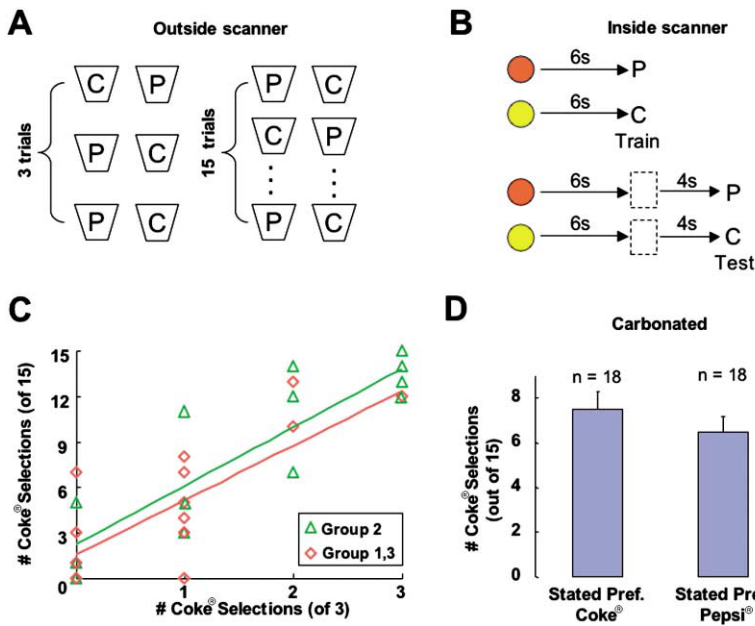 A
Outside scanner
3 trials
C P
P C
P C
15 trials
P C
C P
P C
B
Inside scanner
6s P
6s C
Train
6s 4s P
6s 4s C
Test
C
# Coke® Selections (of 15)
15
12
9
6
3
0
1 2 3
# Coke® Selections (of 3)
Group 2
Group 1,3
D
Carbonated
# Coke® Selections
(out of 15)
8
6
4
2
0
n = 18 n = 18
Stated Pref. Stated Pre
Coke® Pepsi®